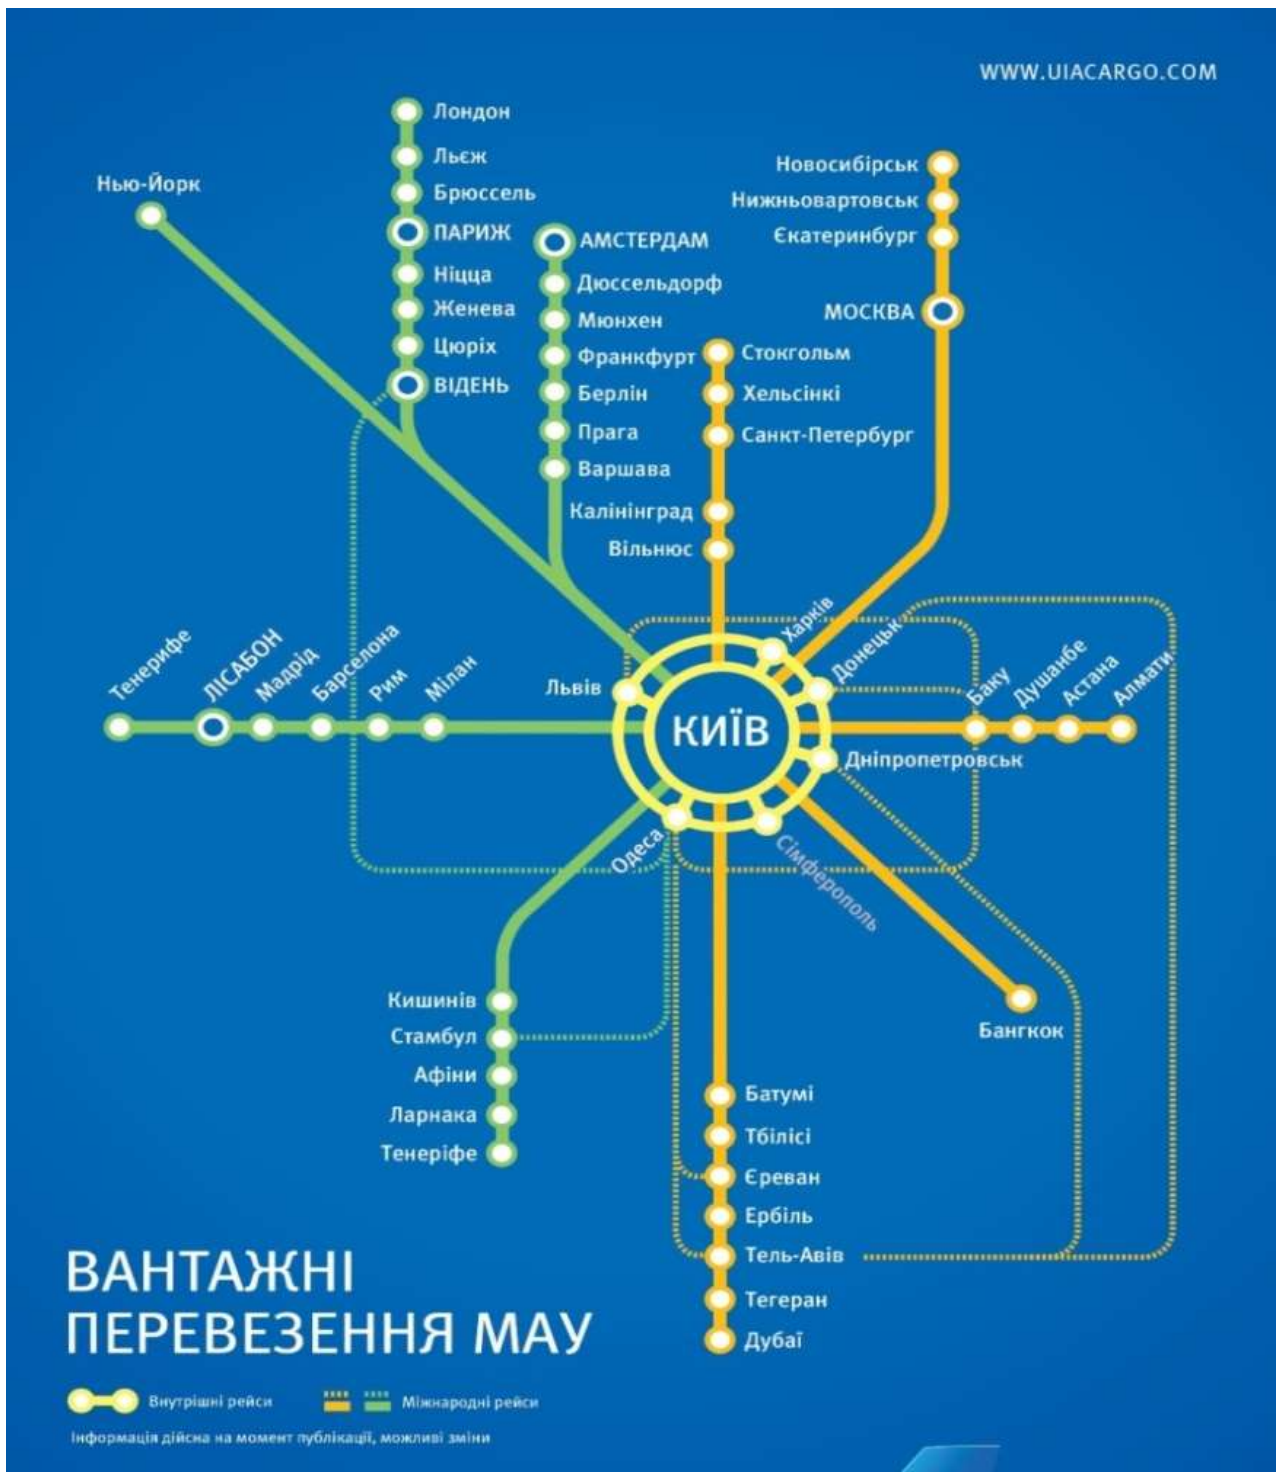 WWW.UIACARGO.COM
Нью-Йорк
Лондон
Льєж
Брюссель
ПАРИЖ
Ніцца
Женева
Цюріх
ВІДЕНЬ
АМСТЕРДАМ
Дюссельдорф
Мюнхен
Франкфурт
Берлін
Прага
Варшава
Стокгольм
Хельсінкі
Санкт-Петербург
Калінінград
Вільнюс
Новосибірськ
Нижньовартовськ
Єкатеринбург
МОСКВА
Тенерифе
ЛІСАБОН
Мадрід
Барселона
Рим
Мілан
Львів
КИЇВ
Харків
Донецьк
Дніпропетровськ
Сімферополь
Одеса
Баку
Душанбе
Астана
Алмати
Бангкок
Кишинів
Стамбул
Афіни
Ларнака
Тенеріфе
Батумі
Тбілісі
Єреван
Ербіль
Тель-Авів
Тегеран
Дубаї
ВАНТАЖНІ
ПЕРЕВЕЗЕННЯ МАУ
Внутрішні рейси
Міжнародні рейси
Інформація дійсна на момент публікації, можливі зміни